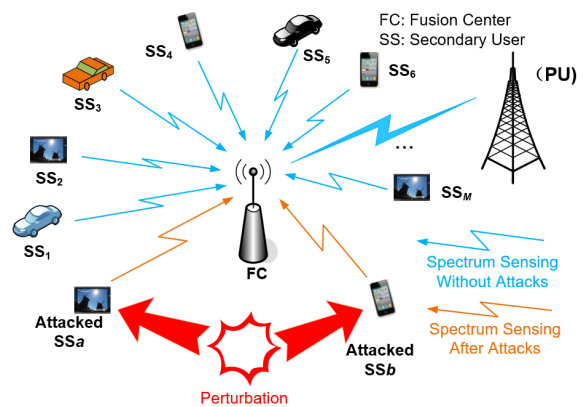 FC: Fusion Center
SS: Secondary User
SS4
SS5
SS6
(PU)
SS3
...
SS2
SSM
SS1
FC
Spectrum Sensing
Without Attacks
Attacked
SSa
Attacked
SSb
Spectrum Sensing
After Attacks
Perturbation